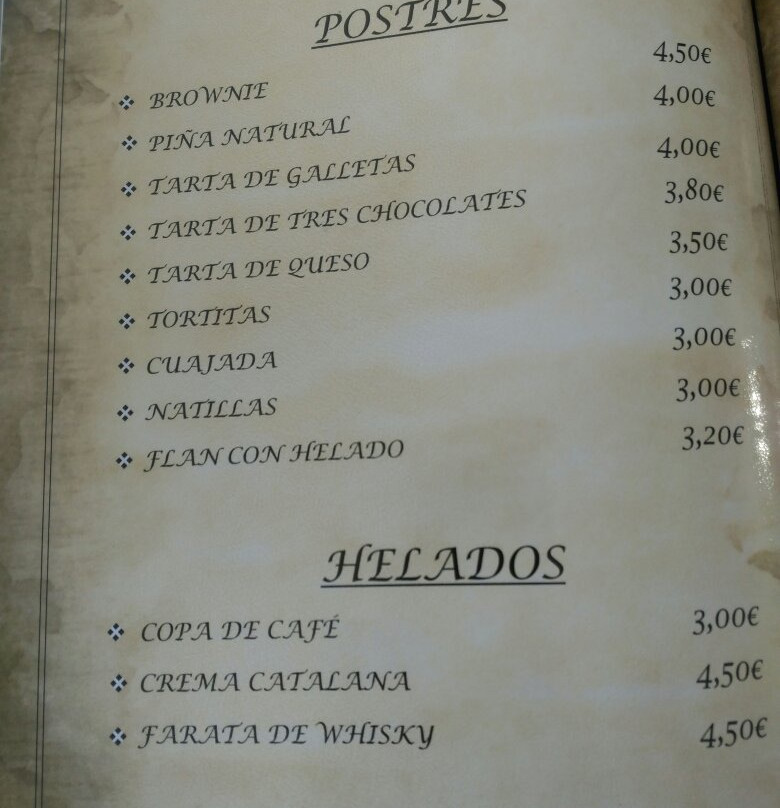 POSTRES
BROWNIE 4,50€
PIÑA NATURAL 4,00€
TARTA DE GALLETAS 4,00€
TARTA DE TRES CHOCOLATES 3,80€
TARTA DE QUESO 3,50€
TORTITAS 3,00€
CUAJADA 3,00€
NATILLAS 3,00€
FLAN CON HELADO 3,20€
HELADOS
COPA DE CAFÉ 3,00€
CREMA CATALANA 4,50€
FARATA DE WHISKY 4,50€